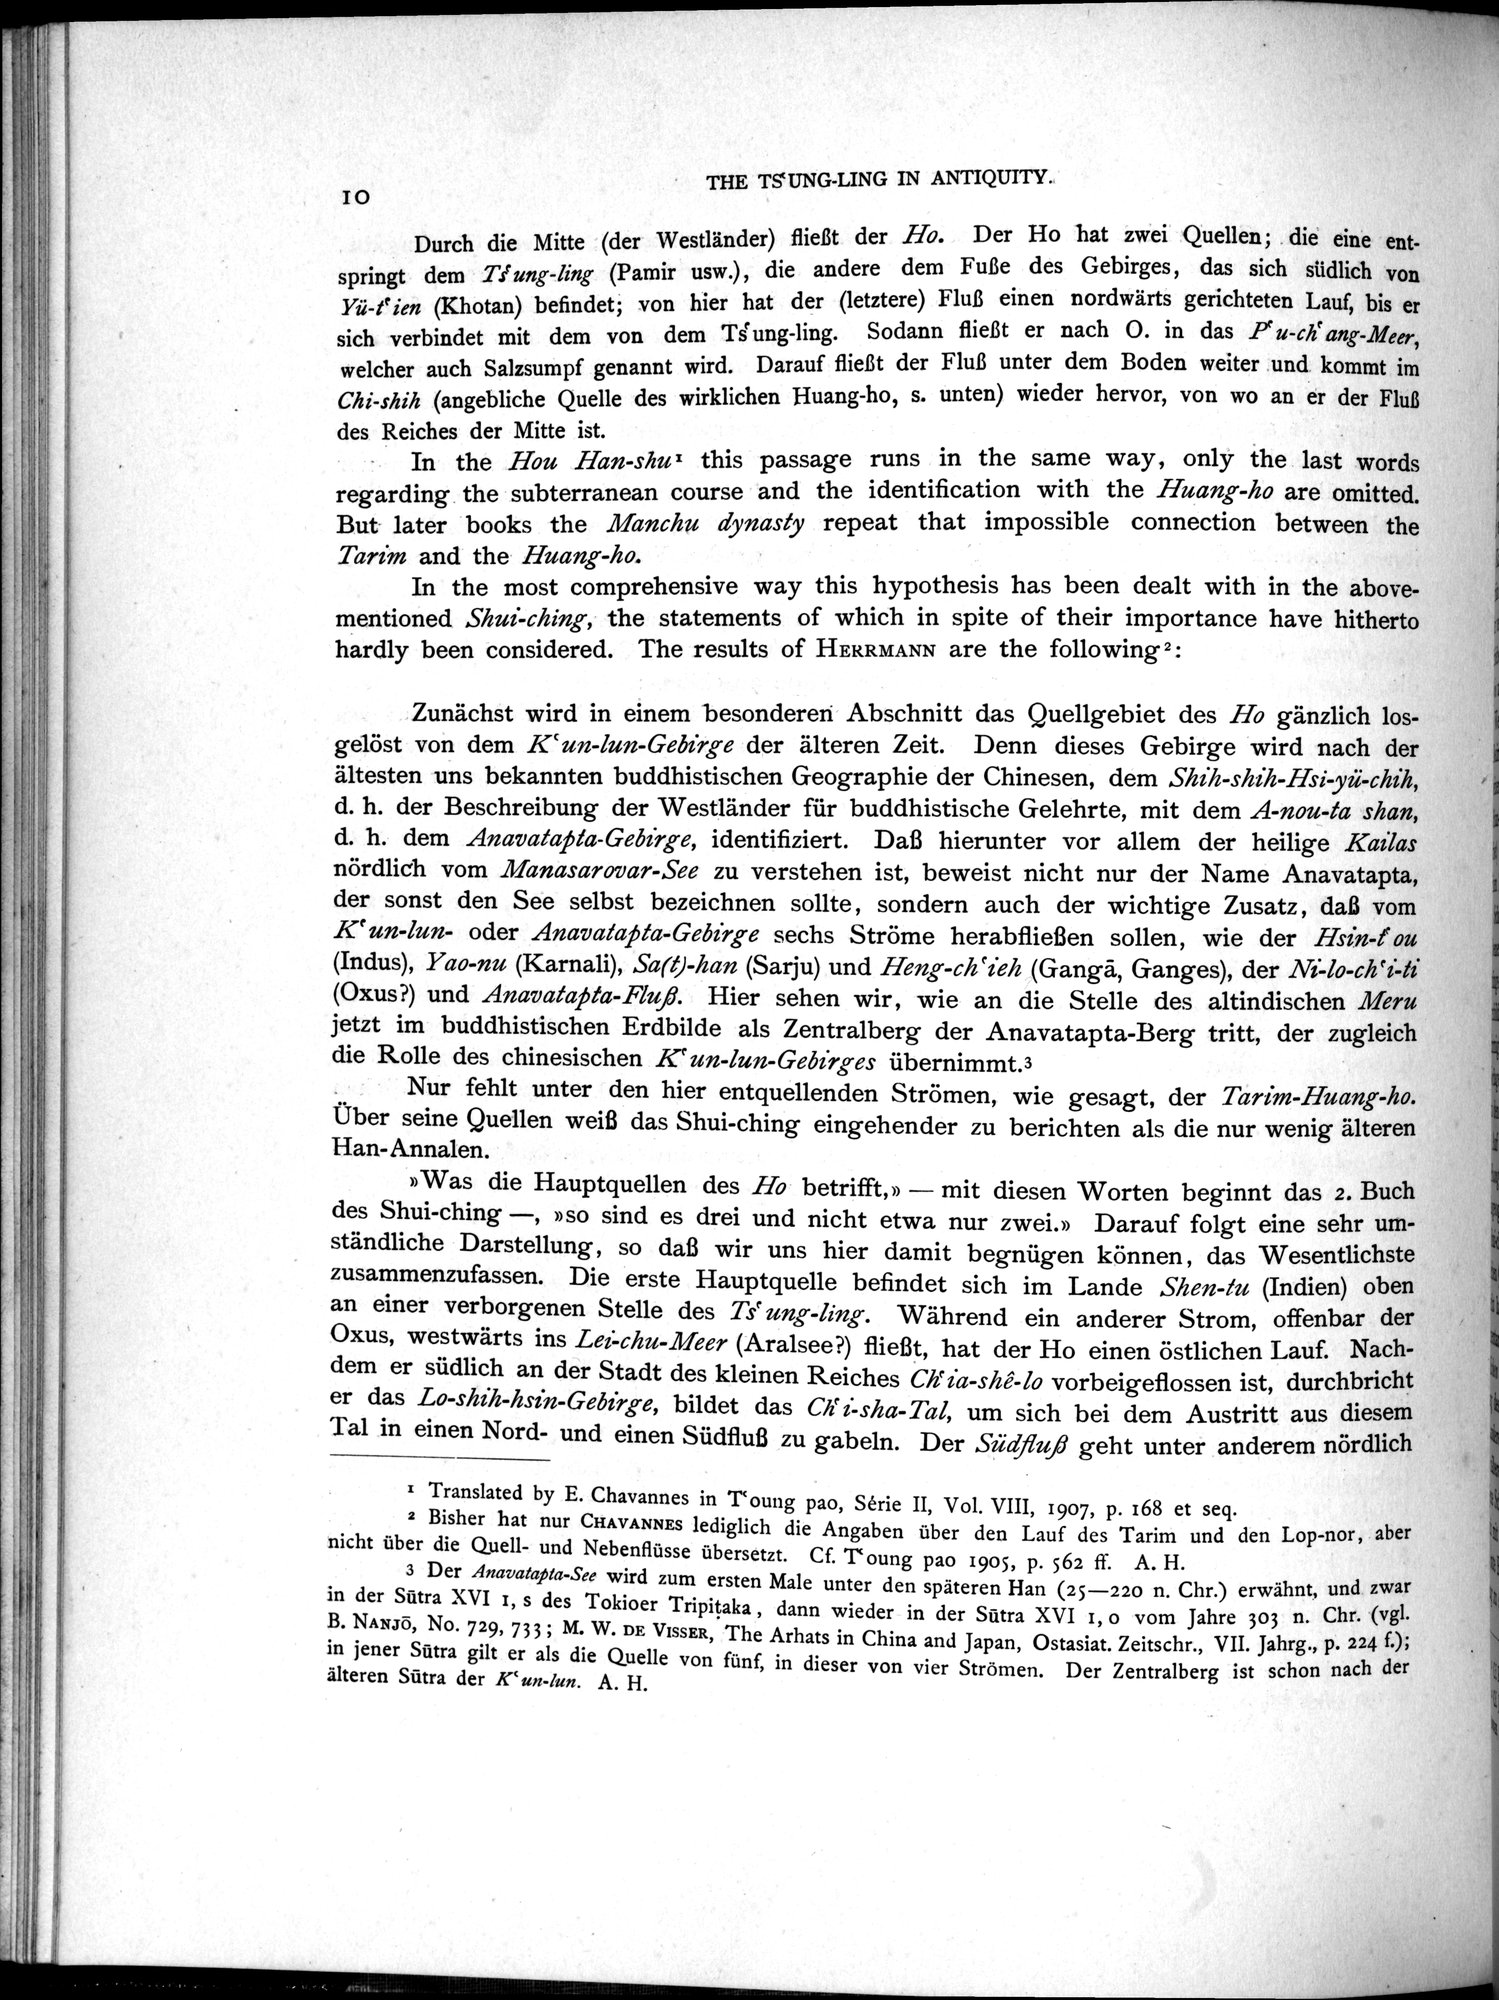 10
THE TSʻUNG-LING IN ANTIQUITY.
Durch die Mitte (der Westländer) fließt der Ho. Der Ho hat zwei Quellen; die eine ent-
springt dem Tsʻung-ling (Pamir usw.), die andere dem Fuße des Gebirges, das sich südlich von
Yü-tʻien (Khotan) befindet; von hier hat der (letztere) Fluß einen nordwärts gerichteten Lauf, bis er
sich verbindet mit dem von dem Tsʻung-ling. Sodann fließt er nach O. in das Pʻu-chʻang-Meer,
welcher auch Salzsumpf genannt wird. Darauf fließt der Fluß unter dem Boden weiter und kommt im
Chi-shih (angebliche Quelle des wirklichen Huang-ho, s. unten) wieder hervor, von wo an er der Fluß
des Reiches der Mitte ist.
In the Hou Han-shu¹ this passage runs in the same way, only the last words
regarding the subterranean course and the identification with the Huang-ho are omitted.
But later books the Manchu dynasty repeat that impossible connection between the
Tarim and the Huang-ho.
In the most comprehensive way this hypothesis has been dealt with in the above-
mentioned Shui-ching, the statements of which in spite of their importance have hitherto
hardly been considered. The results of HERRMANN are the following²:
Zunächst wird in einem besonderen Abschnitt das Quellgebiet des Ho gänzlich los-
gelöst von dem Kʻun-lun-Gebirge der älteren Zeit. Denn dieses Gebirge wird nach der
ältesten uns bekannten buddhistischen Geographie der Chinesen, dem Shih-shih-Hsi-yü-chih,
d. h. der Beschreibung der Westländer für buddhistische Gelehrte, mit dem A-nou-ta shan,
d. h. dem Anavatapta-Gebirge, identifiziert. Daß hierunter vor allem der heilige Kailas
nördlich vom Manasarovar-See zu verstehen ist, beweist nicht nur der Name Anavatapta,
der sonst den See selbst bezeichnen sollte, sondern auch der wichtige Zusatz, daß vom
Kʻun-lun- oder Anavatapta-Gebirge sechs Ströme herabfließen sollen, wie der Hsin-tʻou
(Indus), Yao-nu (Karnali), Sa(t)-han (Sarju) und Heng-chʻieh (Gangā, Ganges), der Ni-lo-chʻi-ti
(Oxus?) und Anavatapta-Fluß. Hier sehen wir, wie an die Stelle des altindischen Meru
jetzt im buddhistischen Erdbilde als Zentralberg der Anavatapta-Berg tritt, der zugleich
die Rolle des chinesischen Kʻun-lun-Gebirges übernimmt.³
Nur fehlt unter den hier entquellenden Strömen, wie gesagt, der Tarim-Huang-ho.
Über seine Quellen weiß das Shui-ching eingehender zu berichten als die nur wenig älteren
Han-Annalen.
»Was die Hauptquellen des Ho betrifft,» — mit diesen Worten beginnt das 2. Buch
des Shui-ching —, »so sind es drei und nicht etwa nur zwei.» Darauf folgt eine sehr um-
ständliche Darstellung, so daß wir uns hier damit begnügen können, das Wesentlichste
zusammenzufassen. Die erste Hauptquelle befindet sich im Lande Shen-tu (Indien) oben
an einer verborgenen Stelle des Tsʻung-ling. Während ein anderer Strom, offenbar der
Oxus, westwärts ins Lei-chu-Meer (Aralsee?) fließt, hat der Ho einen östlichen Lauf. Nach-
dem er südlich an der Stadt des kleinen Reiches Chʻia-shê-lo vorbeigeflossen ist, durchbricht
er das Lo-shih-hsin-Gebirge, bildet das Chʻi-sha-Tal, um sich bei dem Austritt aus diesem
Tal in einen Nord- und einen Südfluß zu gabeln. Der Südfluß geht unter anderem nördlich
¹ Translated by E. Chavannes in Tʻoung pao, Série II, Vol. VIII, 1907, p. 168 et seq.
² Bisher hat nur CHAVANNES lediglich die Angaben über den Lauf des Tarim und den Lop-nor, aber
nicht über die Quell- und Nebenflüsse übersetzt. Cf. Tʻoung pao 1905, p. 562 ff. A. H.
³ Der Anavatapta-See wird zum ersten Male unter den späteren Han (25—220 n. Chr.) erwähnt, und zwar
in der Sūtra XVI 1, s des Tokioer Tripiṭaka, dann wieder in der Sūtra XVI 1, o vom Jahre 303 n. Chr. (vgl.
B. NANJŌ, No. 729, 733; M. W. DE VISSER, The Arhats in China and Japan, Ostasiat. Zeitschr., VII. Jahrg., p. 224 f.);
in jener Sūtra gilt er als die Quelle von fünf, in dieser von vier Strömen. Der Zentralberg ist schon nach der
älteren Sūtra der Kʻun-lun. A. H.